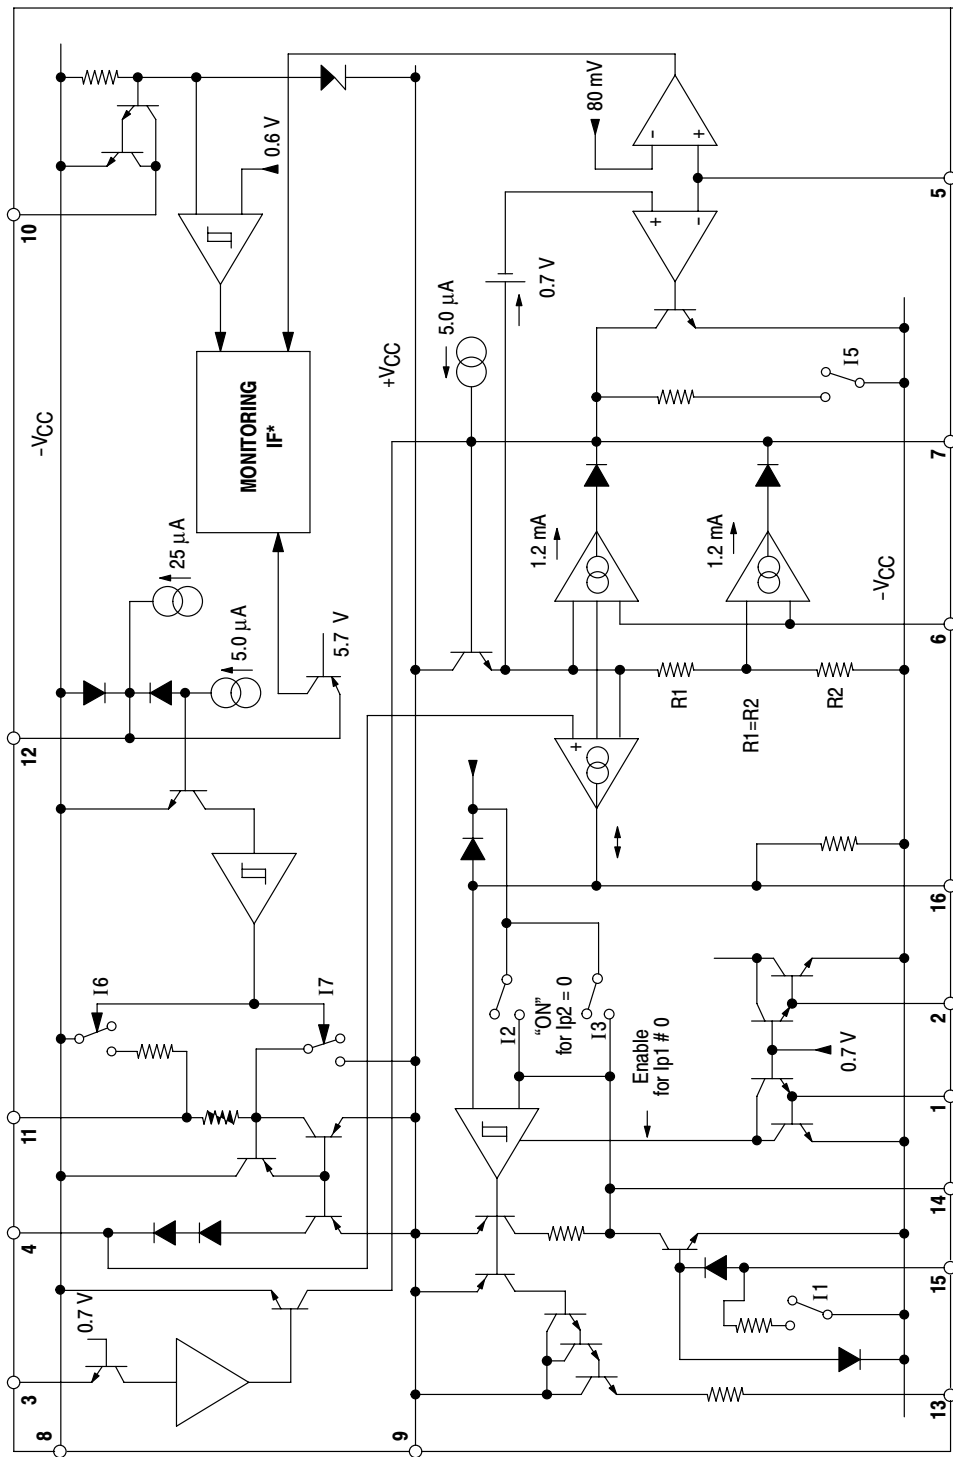 10
-VCC
0.6 V
80 mV
5
MONITORING
IF*
+VCC
5.0 µA
0.7 V
I5
25 µA
5.0 µA
5.7 V
12
1.2 mA
1.2 mA
7
-VCC
6
R1
R1=R2
R2
16
I6
I7
11
I2
"ON"
for Ip2 = 0
I3
Enable
for Ip1 # 0
0.7 V
2
1
4
14
15
I1
0.7 V
3
8
9
13
+
-
+
-
+